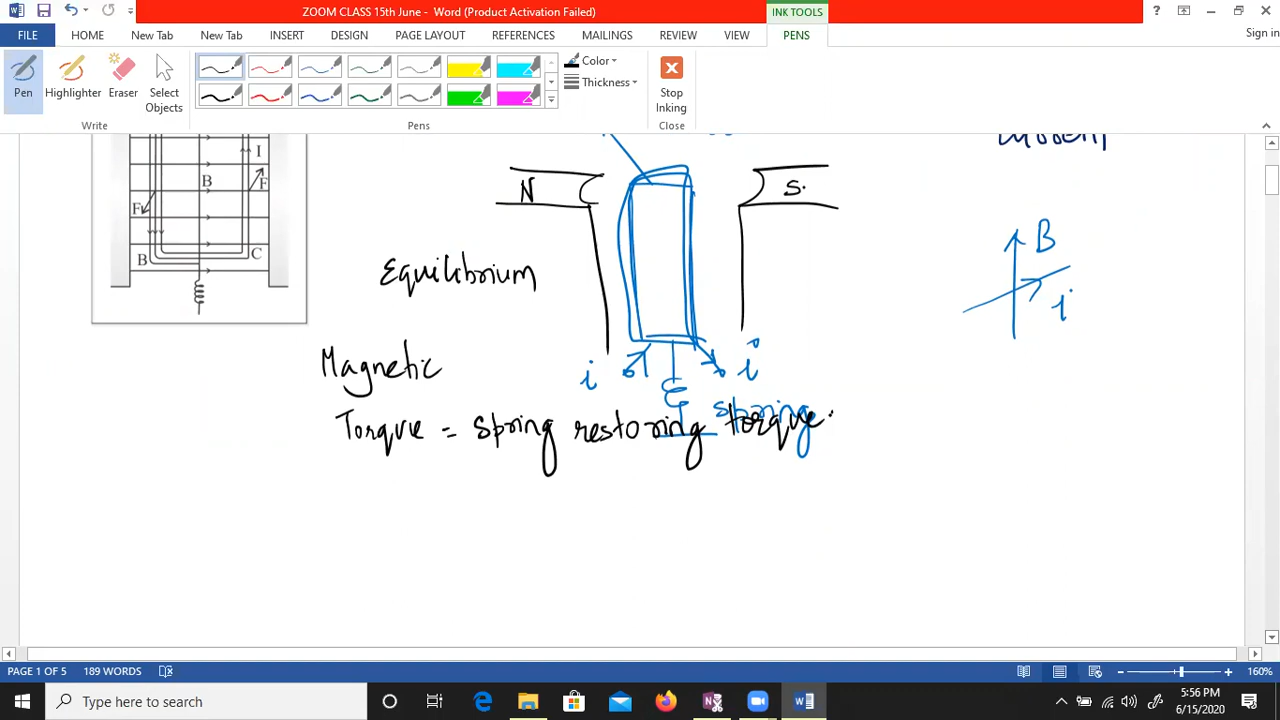 ZOOM CLASS 15th June - Word (Product Activation Failed)
INK TOOLS
FILE HOME New Tab New Tab INSERT DESIGN PAGE LAYOUT REFERENCES MAILINGS REVIEW VIEW PENS
Sign in
Pen Highlighter Eraser Select Objects
Color
Thickness
Stop Inking
Write Pens Close
I
B
F
F
B C
N
S.
B
i
Equilibrium
i
i
Magnetic
spring
Torque = spring restoring torque.
PAGE 1 OF 5 189 WORDS
160%
Type here to search
5:56 PM
6/15/2020